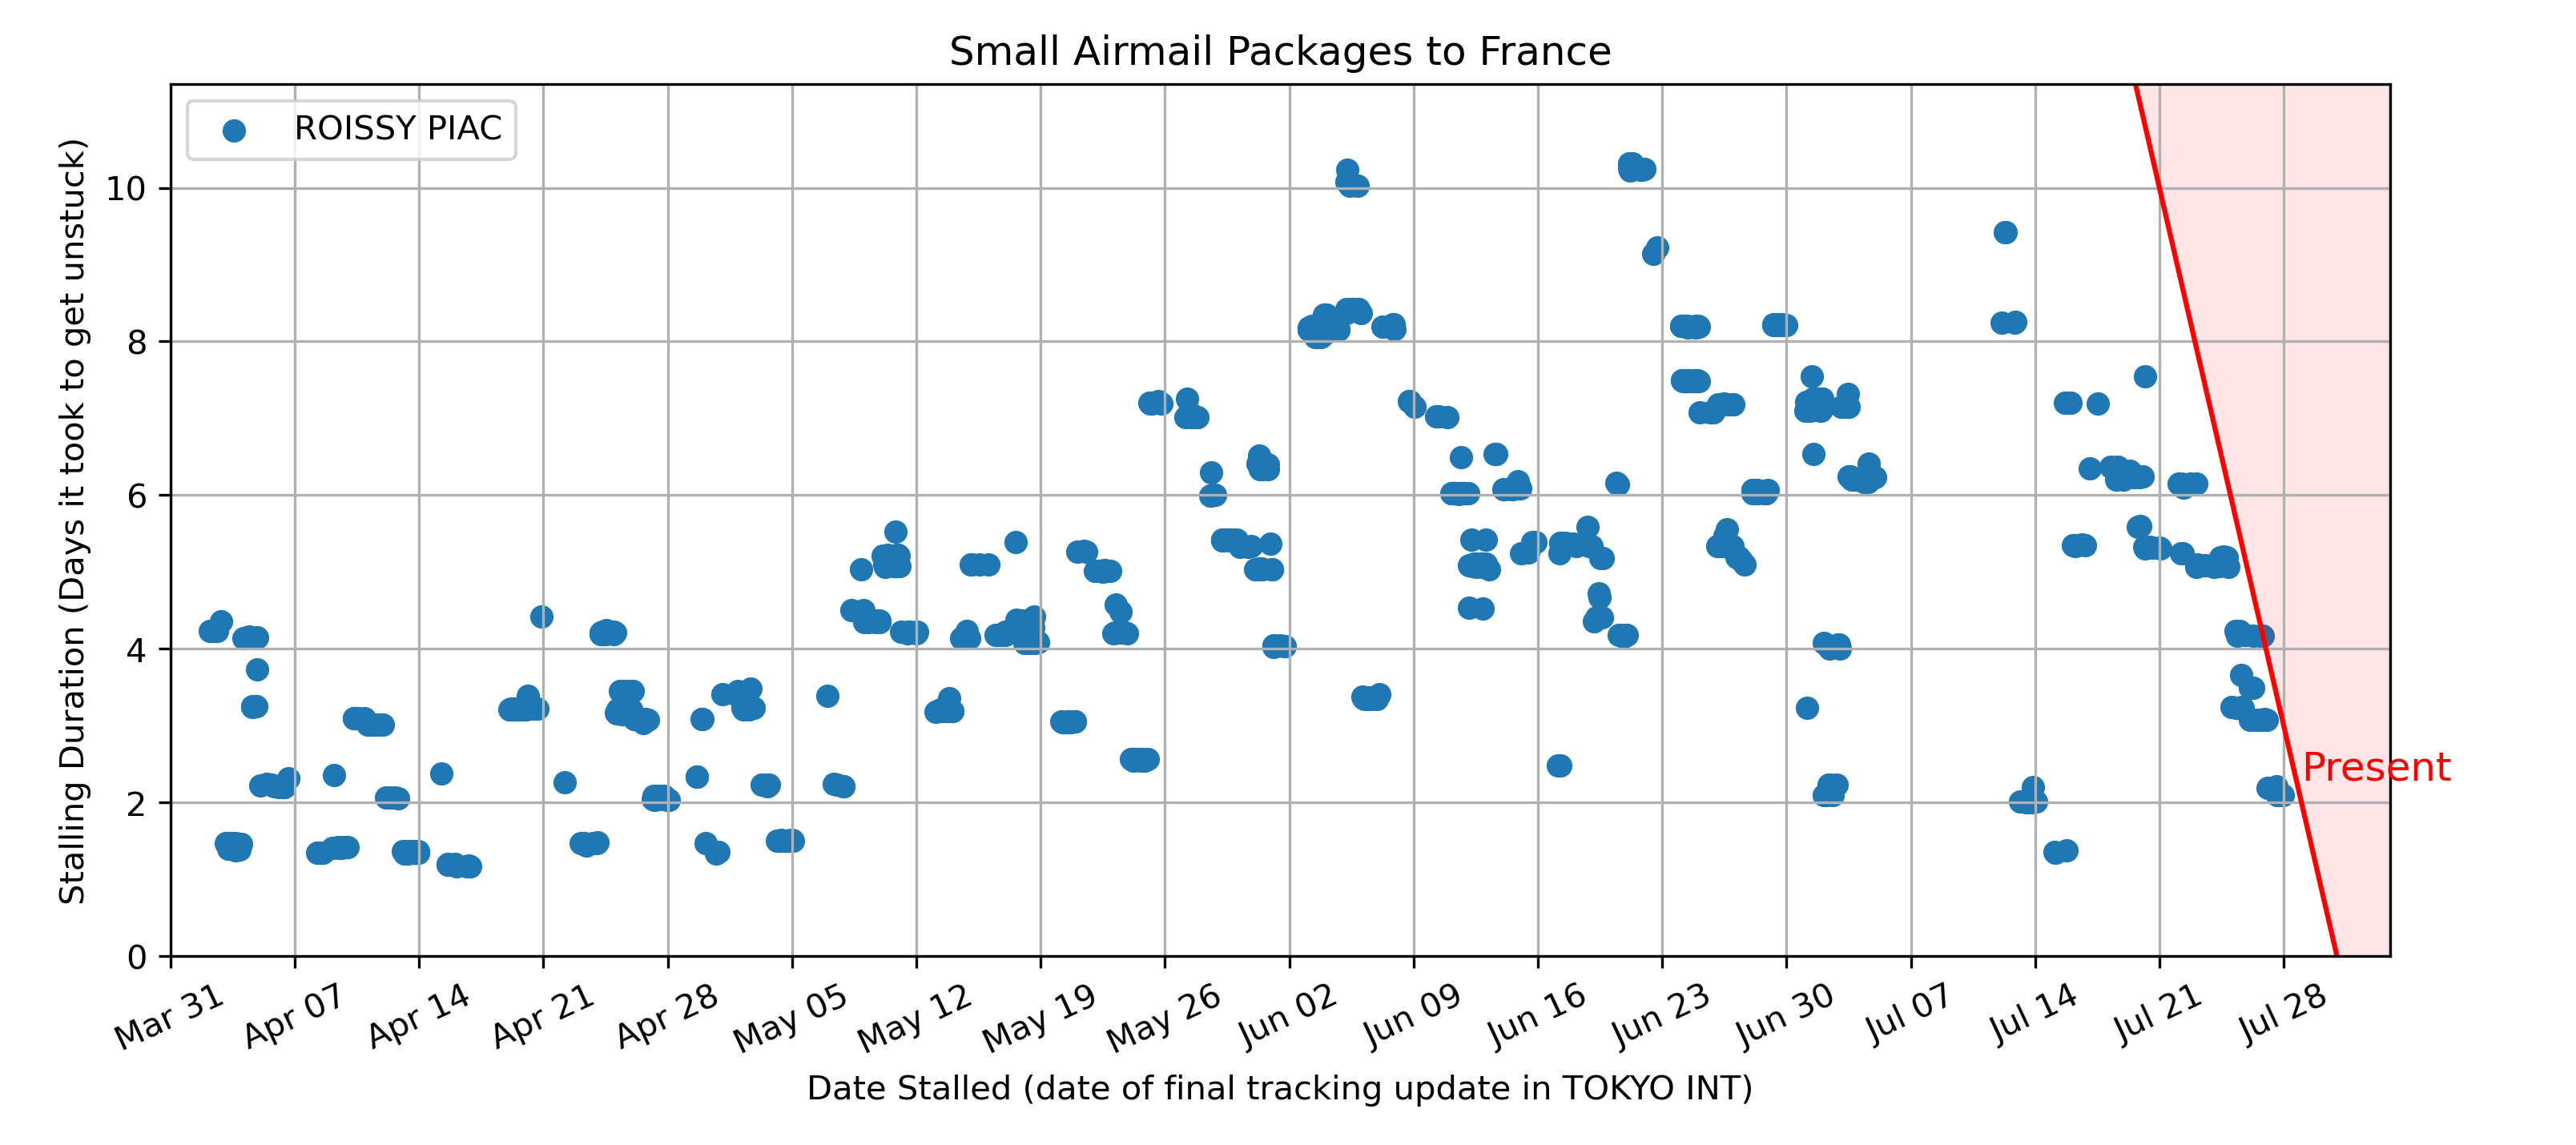 Small Airmail Packages to France
ROISSY PIAC
Stalling Duration (Days it took to get unstuck)
10
8
6
4
2
0
Present
Mar 31
Apr 07
Apr 14
Apr 21
Apr 28
May 05
May 12
May 19
May 26
Jun 02
Jun 09
Jun 16
Jun 23
Jun 30
Jul 07
Jul 14
Jul 21
Jul 28
Date Stalled (date of final tracking update in TOKYO INT)